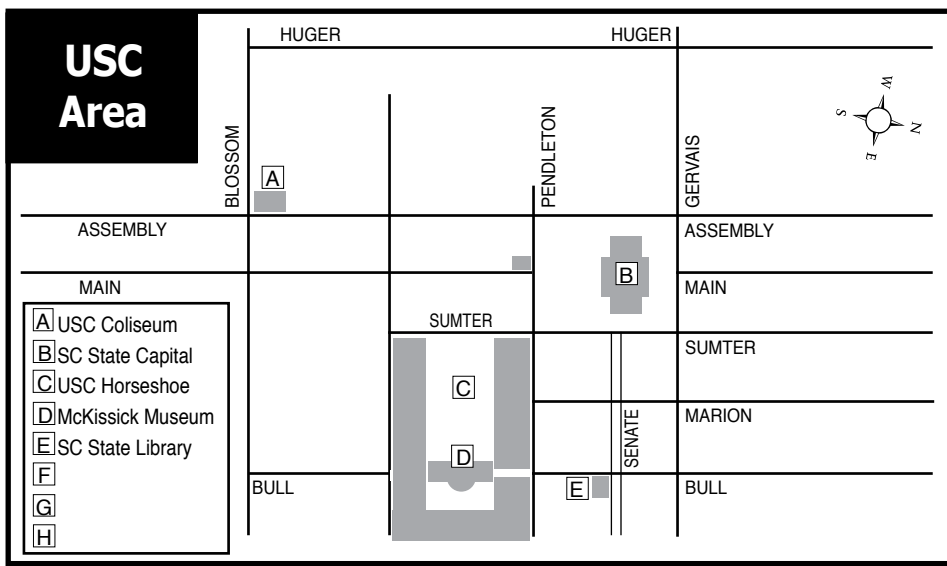 USC
Area
HUGER
HUGER
BLOSSOM
PENDLETON
GERVAIS
W
S
N
E
A
ASSEMBLY
ASSEMBLY
B
MAIN
MAIN
SUMTER
SUMTER
C
MARION
SENATE
D
BULL
E
BULL
A USC Coliseum
B SC State Capital
C USC Horseshoe
D McKissick Museum
E SC State Library
F
G
H